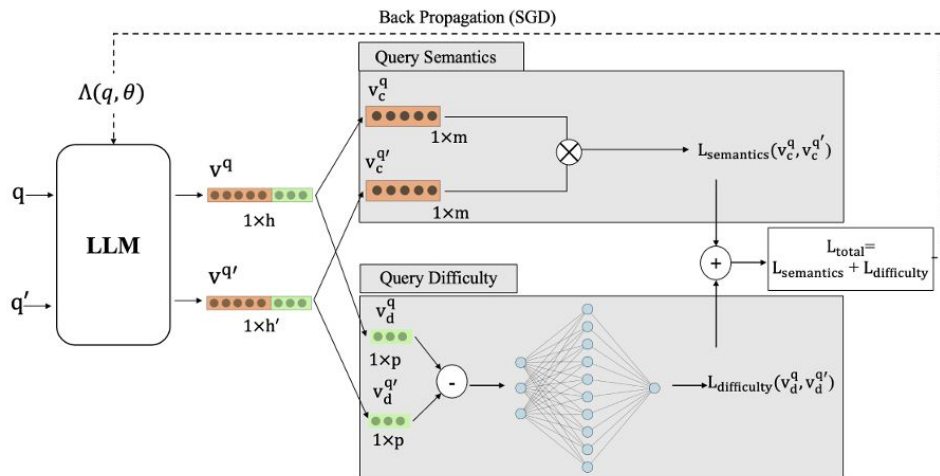 Back Propagation (SGD)
Λ(q, θ)
q
q′
LLM
v^q
1×h
v^q′
1×h′
Query Semantics
v_c^q
1×m
v_c^q′
1×m
⊗
L_semantics(v_c^q, v_c^q′)
+
L_total=
L_semantics + L_difficulty
Query Difficulty
v_d^q
1×p
v_d^q′
1×p
-
L_difficulty(v_d^q, v_d^q′)